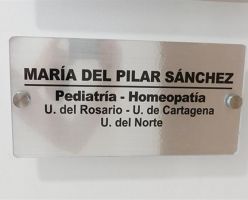 MARÍA DEL PILAR SÁNCHEZ
Pediatría - Homeopatía
U. del Rosario - U. de Cartagena
U. del Norte